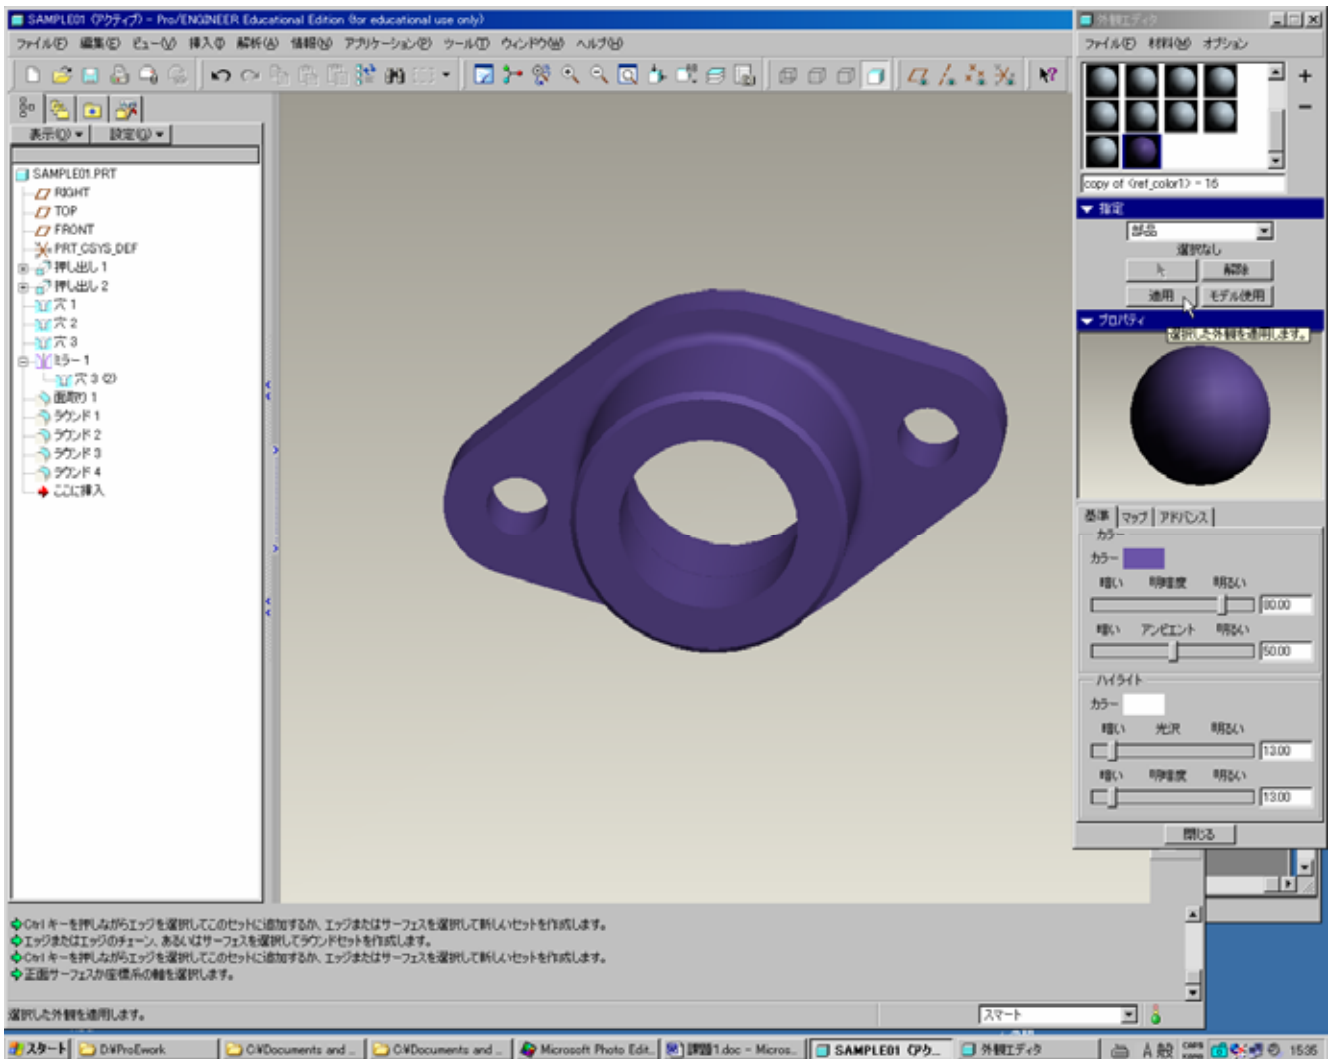 SAMPLE01 (アクティブ) - Pro/ENGINEER Educational Edition (for educational use only)
ファイル(F) 編集(E) ビュー(V) 挿入(I) 解析(A) 情報(N) アプリケーション(P) ツール(T) ウィンドウ(W) ヘルプ(H)
表示(O) 設定(G)
SAMPLE01.PRT
RIGHT
TOP
FRONT
PRT_CSYS_DEF
押し出し 1
押し出し 2
穴 1
穴 2
穴 3
ミラー 1
穴 3 (2)
面取り 1
ラウンド 1
ラウンド 2
ラウンド 3
ラウンド 4
ここに挿入
外観エディタ
ファイル(F) 材料(M) オプション
copy of <ref_color1> - 16
指定
部品
選択なし
解除
適用 モデル使用
プロパティ
選択した外観を適用します。
基準 マップ アドバンス
カラー
カラー
暗い 明暗度 明るい
80.00
暗い アンビエント 明るい
50.00
ハイライト
カラー
暗い 光沢 明るい
13.00
暗い 明暗度 明るい
13.00
閉じる
Ctrl キーを押しながらエッジを選択してこのセットに追加するか、エッジまたはサーフェスを選択して新しいセットを作成します。
エッジまたはエッジのチェーン、あるいはサーフェスを選択してラウンドセットを作成します。
Ctrl キーを押しながらエッジを選択してこのセットに追加するか、エッジまたはサーフェスを選択して新しいセットを作成します。
正面サーフェスか座標系の軸を選択します。
選択した外観を適用します。
スマート
スタート D:¥ProEwork C:¥Documents and ... C:¥Documents and ... Microsoft Photo Edit... 課題1.doc - Micros... SAMPLE01 (アク... 外観エディタ A 般 CAPS KANA 15:35